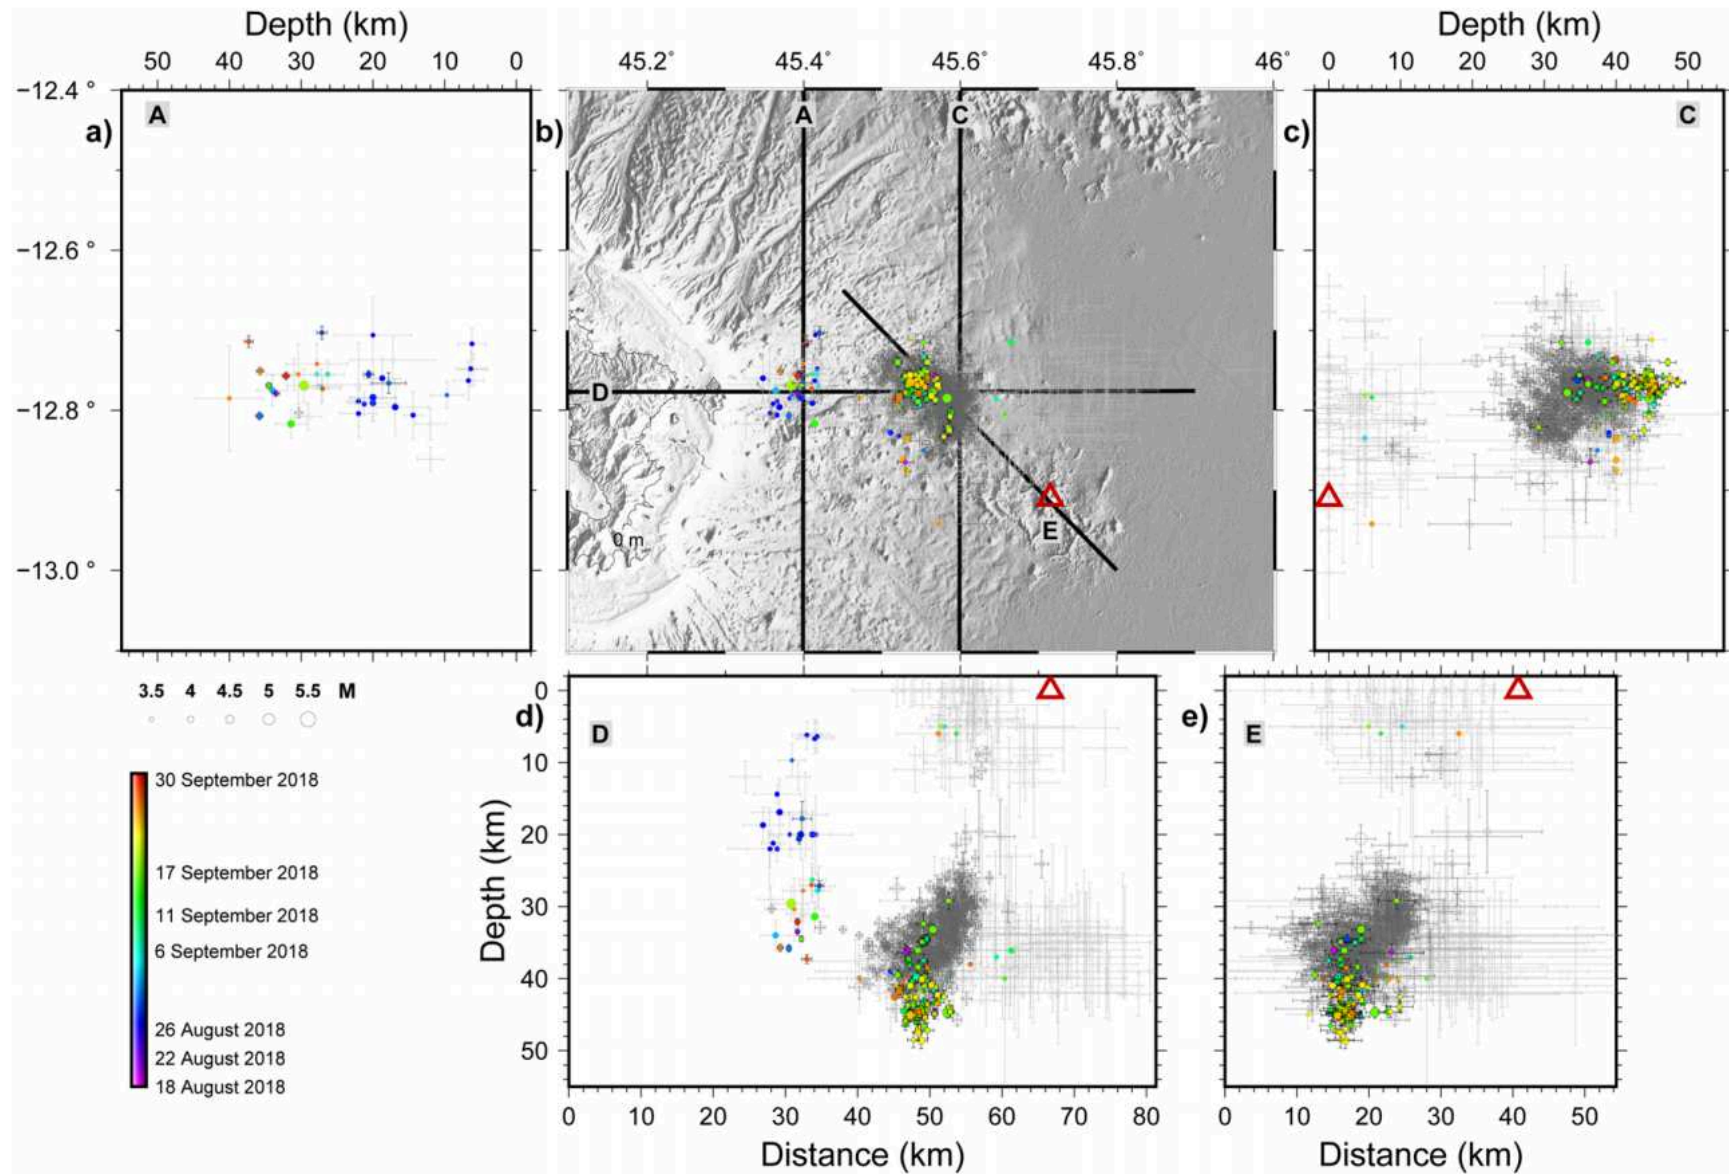 Depth (km)
50 40 30 20 10 0
45.2° 45.4° 45.6° 45.8° 46°
Depth (km)
0 10 20 30 40 50
−12.4°
−12.6°
−12.8°
−13.0°
a)
A
b)
A
C
D
E
0 m
c)
C
3.5 4 4.5 5 5.5 M
30 September 2018
17 September 2018
11 September 2018
6 September 2018
26 August 2018
22 August 2018
18 August 2018
d)
D
Depth (km)
0
10
20
30
40
50
0 10 20 30 40 50 60 70 80
Distance (km)
e)
E
0 10 20 30 40 50
Distance (km)